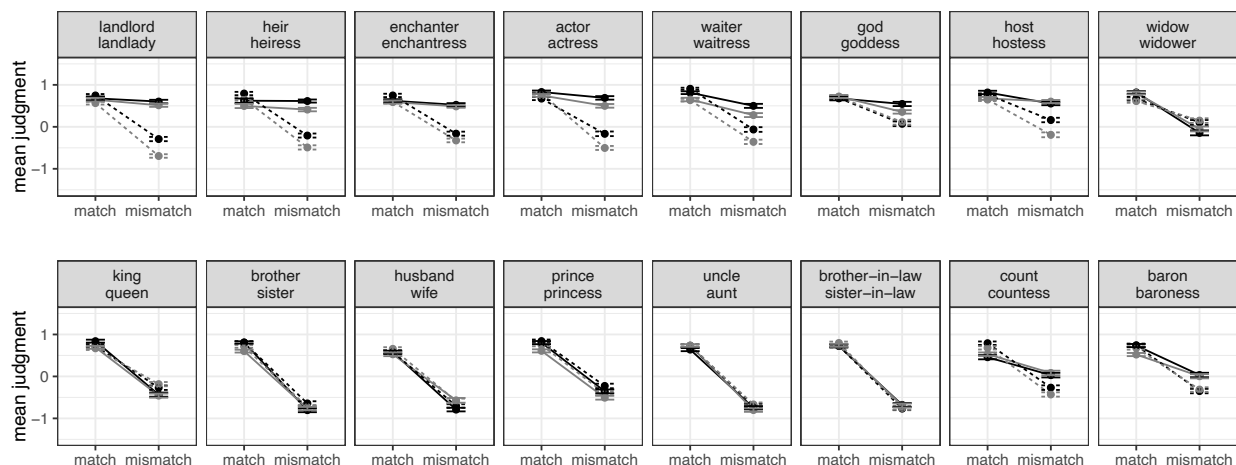 landlord heir enchanter actor waiter god host widow
landlady heiress enchantress actress waitress goddess hostess widower
mean judgment
1
0
−1
match mismatch match mismatch match mismatch match mismatch match mismatch match mismatch match mismatch match mismatch
king brother husband prince uncle brother−in−law count baron
queen sister wife princess aunt sister−in−law countess baroness
mean judgment
1
0
−1
match mismatch match mismatch match mismatch match mismatch match mismatch match mismatch match mismatch match mismatch